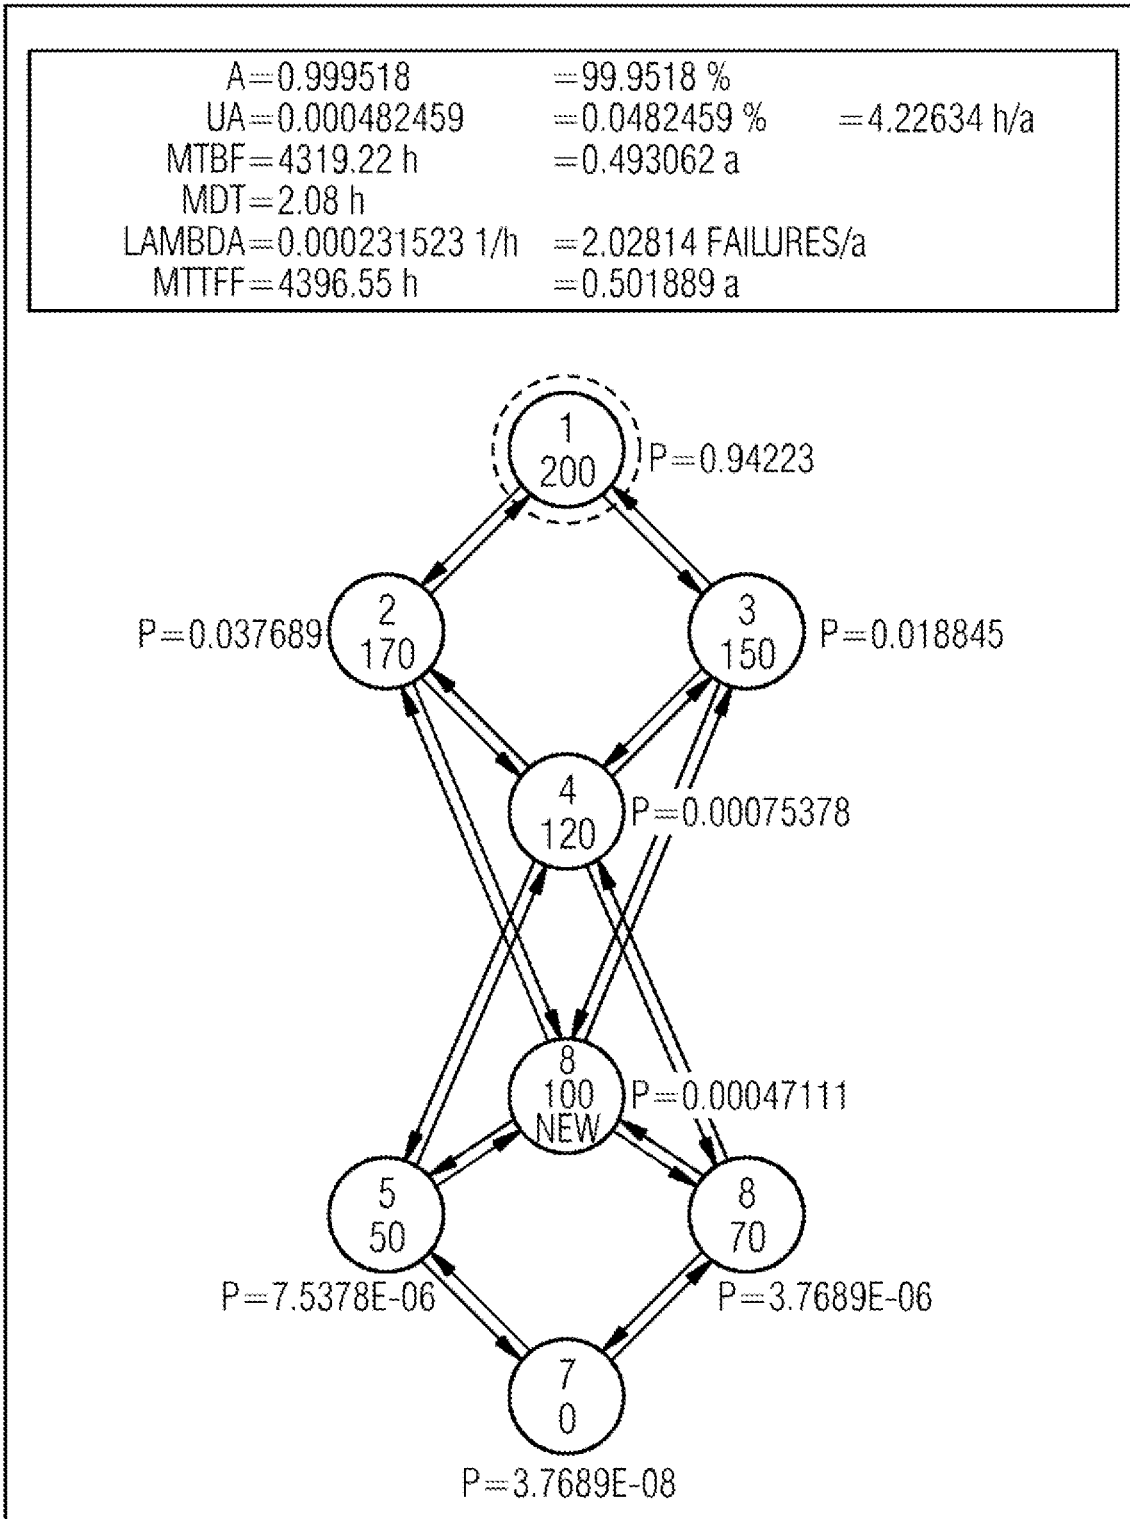 A=0.999518 =99.9518 %
UA=0.000482459 =0.0482459 % =4.22634 h/a
MTBF=4319.22 h =0.493062 a
MDT=2.08 h
LAMBDA=0.000231523 1/h =2.02814 FAILURES/a
MTTFF=4396.55 h =0.501889 a
1
200
P=0.94223
2
170
P=0.037689
3
150
P=0.018845
4
120
P=0.00075378
8
100
NEW
P=0.00047111
5
50
P=7.5378E-06
8
70
P=3.7689E-06
7
0
P=3.7689E-08